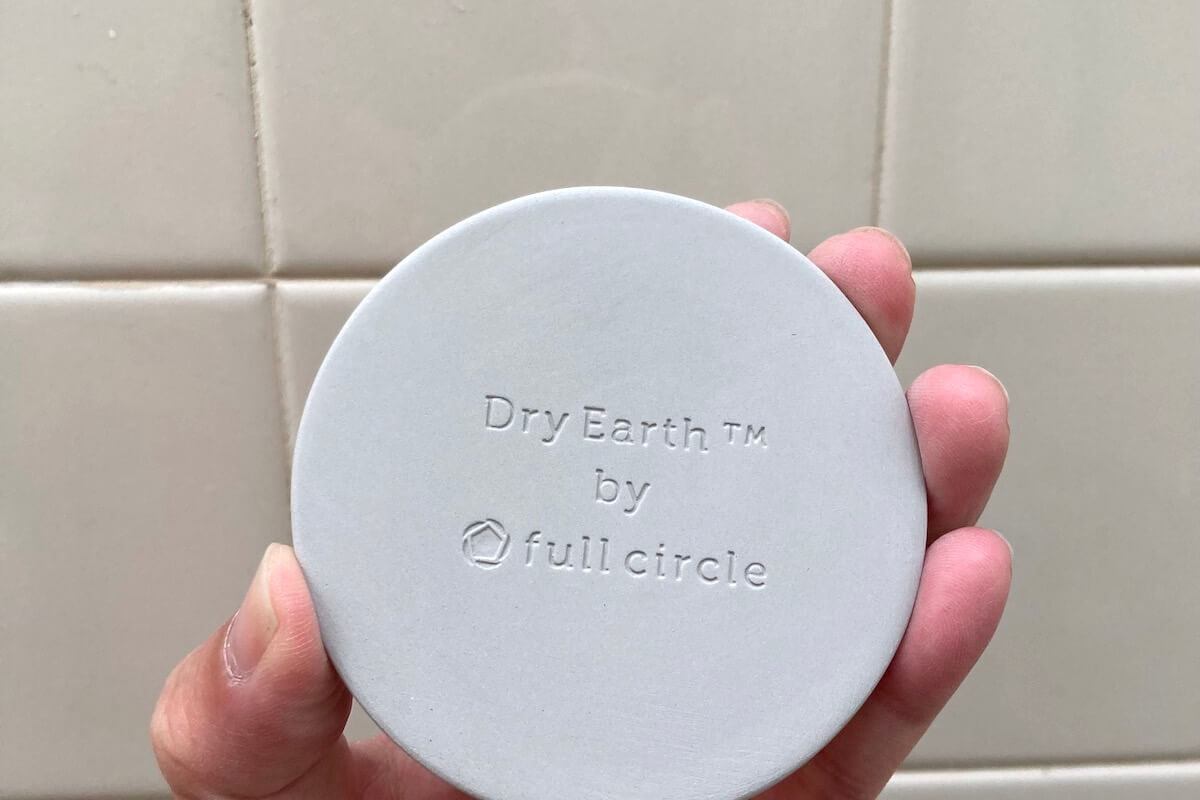 Dry Earth ™
by
full circle